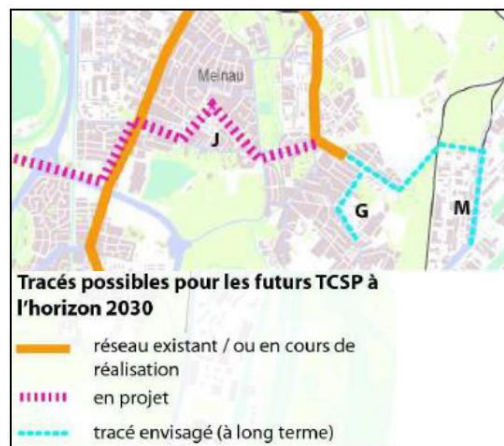 Meinau
J
G
M
Tracés possibles pour les futurs TCSP à
l'horizon 2030
réseau existant / ou en cours de
réalisation
en projet
tracé envisagé (à long terme)